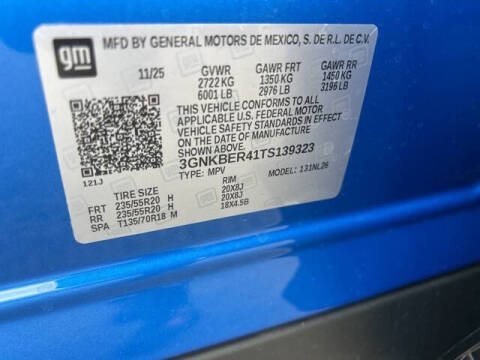 gm
MFD BY GENERAL MOTORS DE MEXICO, S. DE R.L. DE C.V.
11/25 GVWR GAWR FRT GAWR RR
2722 KG 1350 KG 1450 KG
6001 LB 2976 LB 3196 LB
THIS VEHICLE CONFORMS TO ALL
APPLICABLE U.S. FEDERAL MOTOR
VEHICLE SAFETY STANDARDS IN EFFECT
ON THE DATE OF MANUFACTURE
3GNKBER41TS139323
TYPE: MPV MODEL: 131NL26
121J
TIRE SIZE RIM
FRT 235/55R20 H 20X8J
RR 235/55R20 H 20X8J
SPA T135/70R18 M 18X4.5B